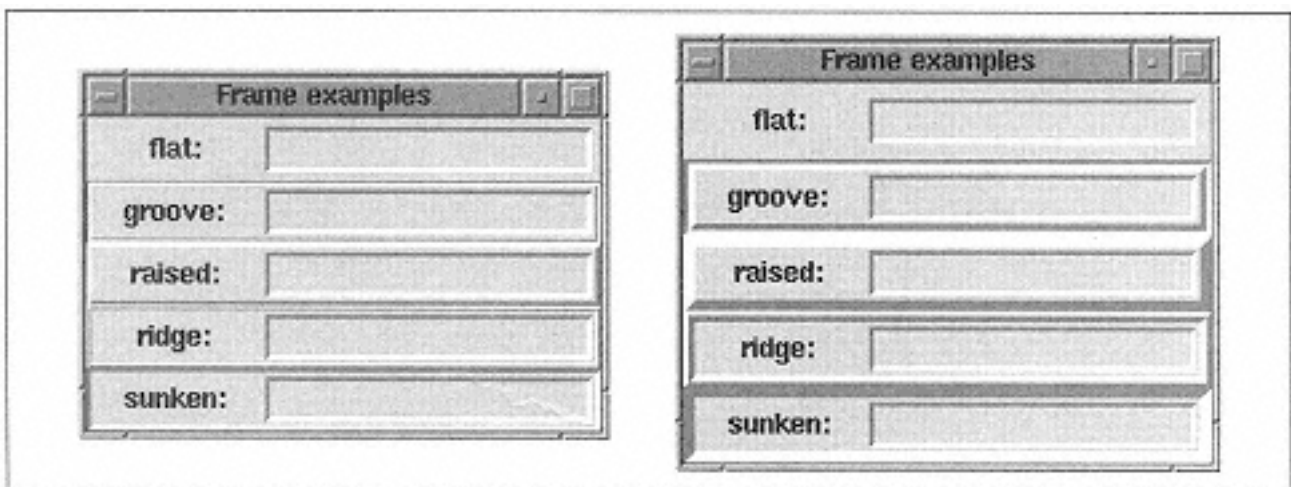 Frame examples
flat:
groove:
raised:
ridge:
sunken:
Frame examples
flat:
groove:
raised:
ridge:
sunken: